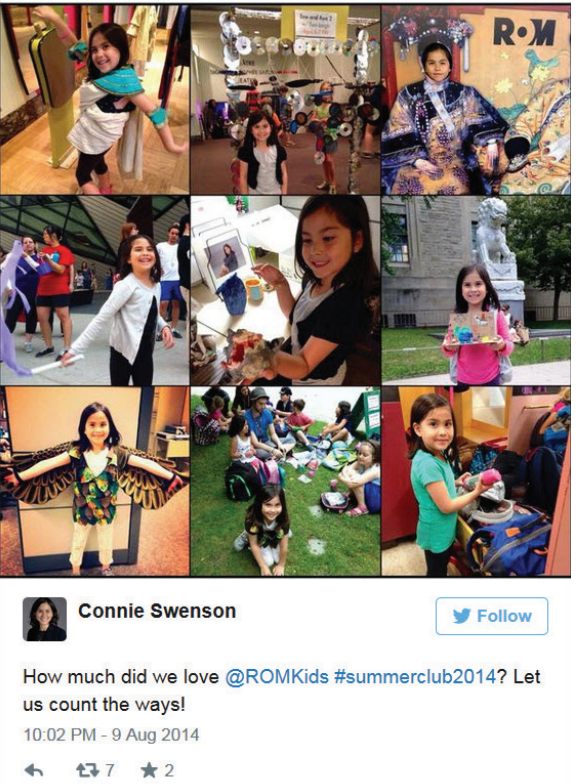 ROM
Connie Swenson
Follow
How much did we love @ROMKids #summerclub2014? Let
us count the ways!
10:02 PM - 9 Aug 2014
7
2